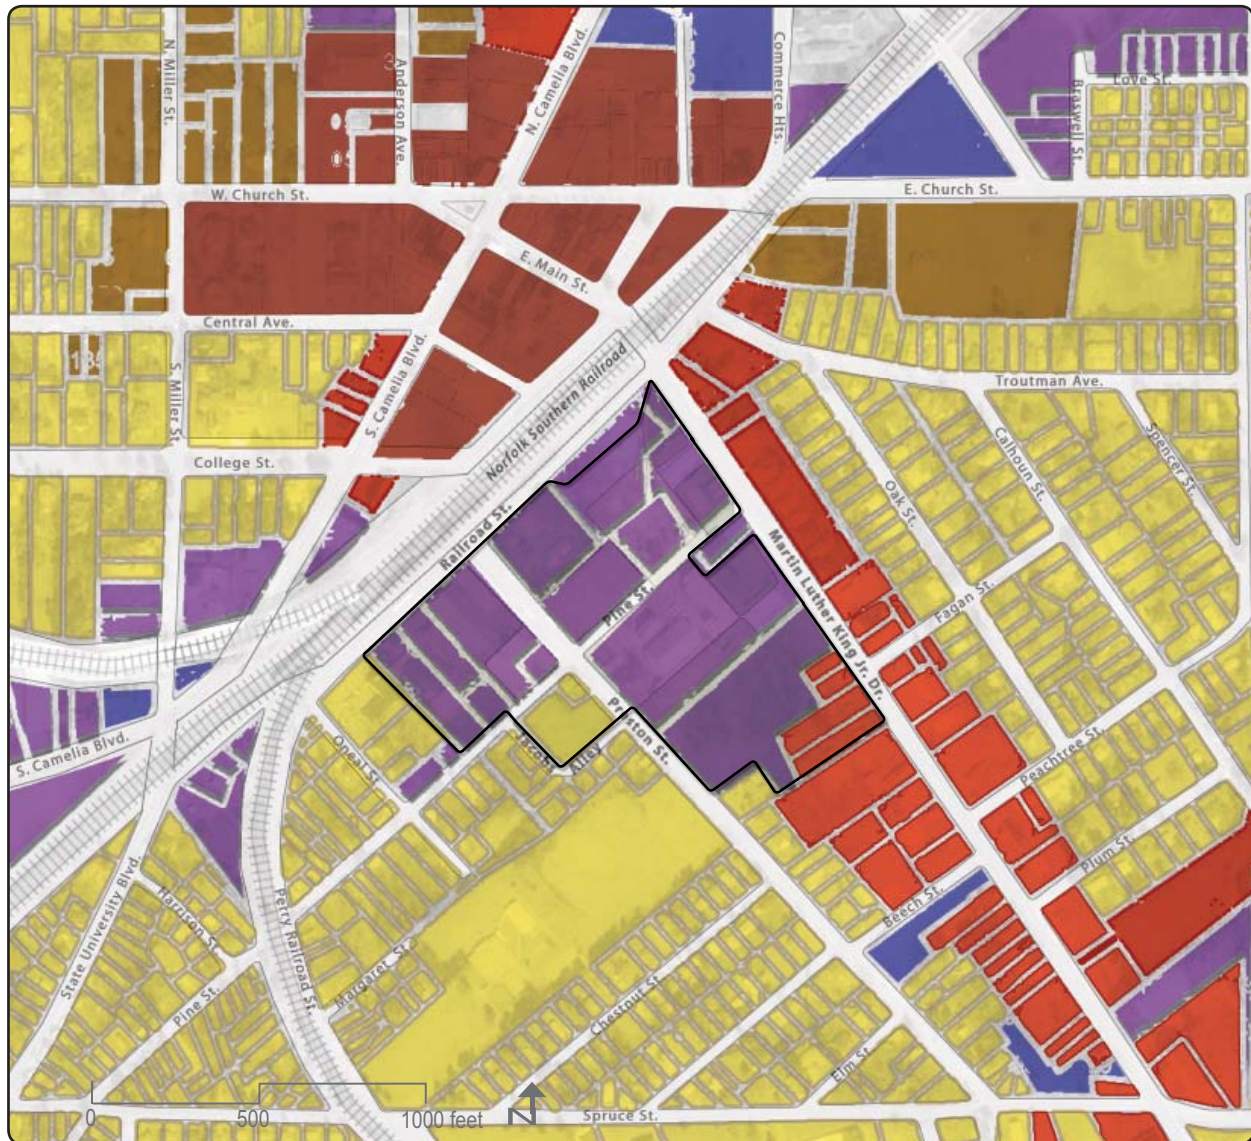 N. Miller St.
Anderson Ave.
N. Camelia Blvd.
Commerce Hts.
Braswell St.
Love St.
W. Church St.
E. Church St.
E. Main St.
Central Ave.
S. Miller St.
S. Camelia Blvd.
Norfolk Southern Railroad
Troutman Ave.
College St.
Oak St.
Calhoun St.
Spencer St.
Railroad St.
Martin Luther King Jr. Dr.
Pine St.
Fagan St.
Preston St.
Alley
Oneal St.
S. Camelia Blvd.
Peachtree St.
Plum St.
Beech St.
State University Blvd.
Harrison St.
Pine St.
Perry Railroad St.
Margaret St.
Chestnut St.
Elm St.
Spruce St.
0 500 1000 feet
N